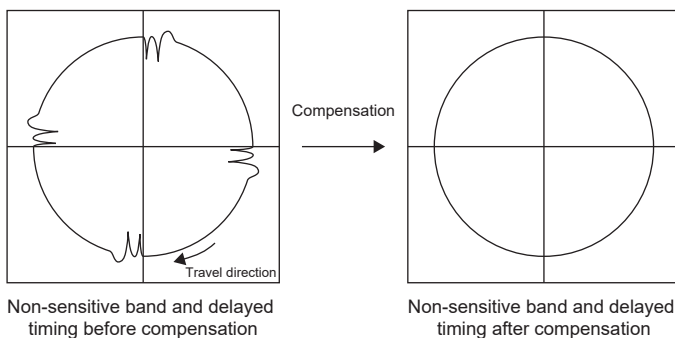 Compensation
Travel direction
Non-sensitive band and delayed
timing before compensation
Non-sensitive band and delayed
timing after compensation